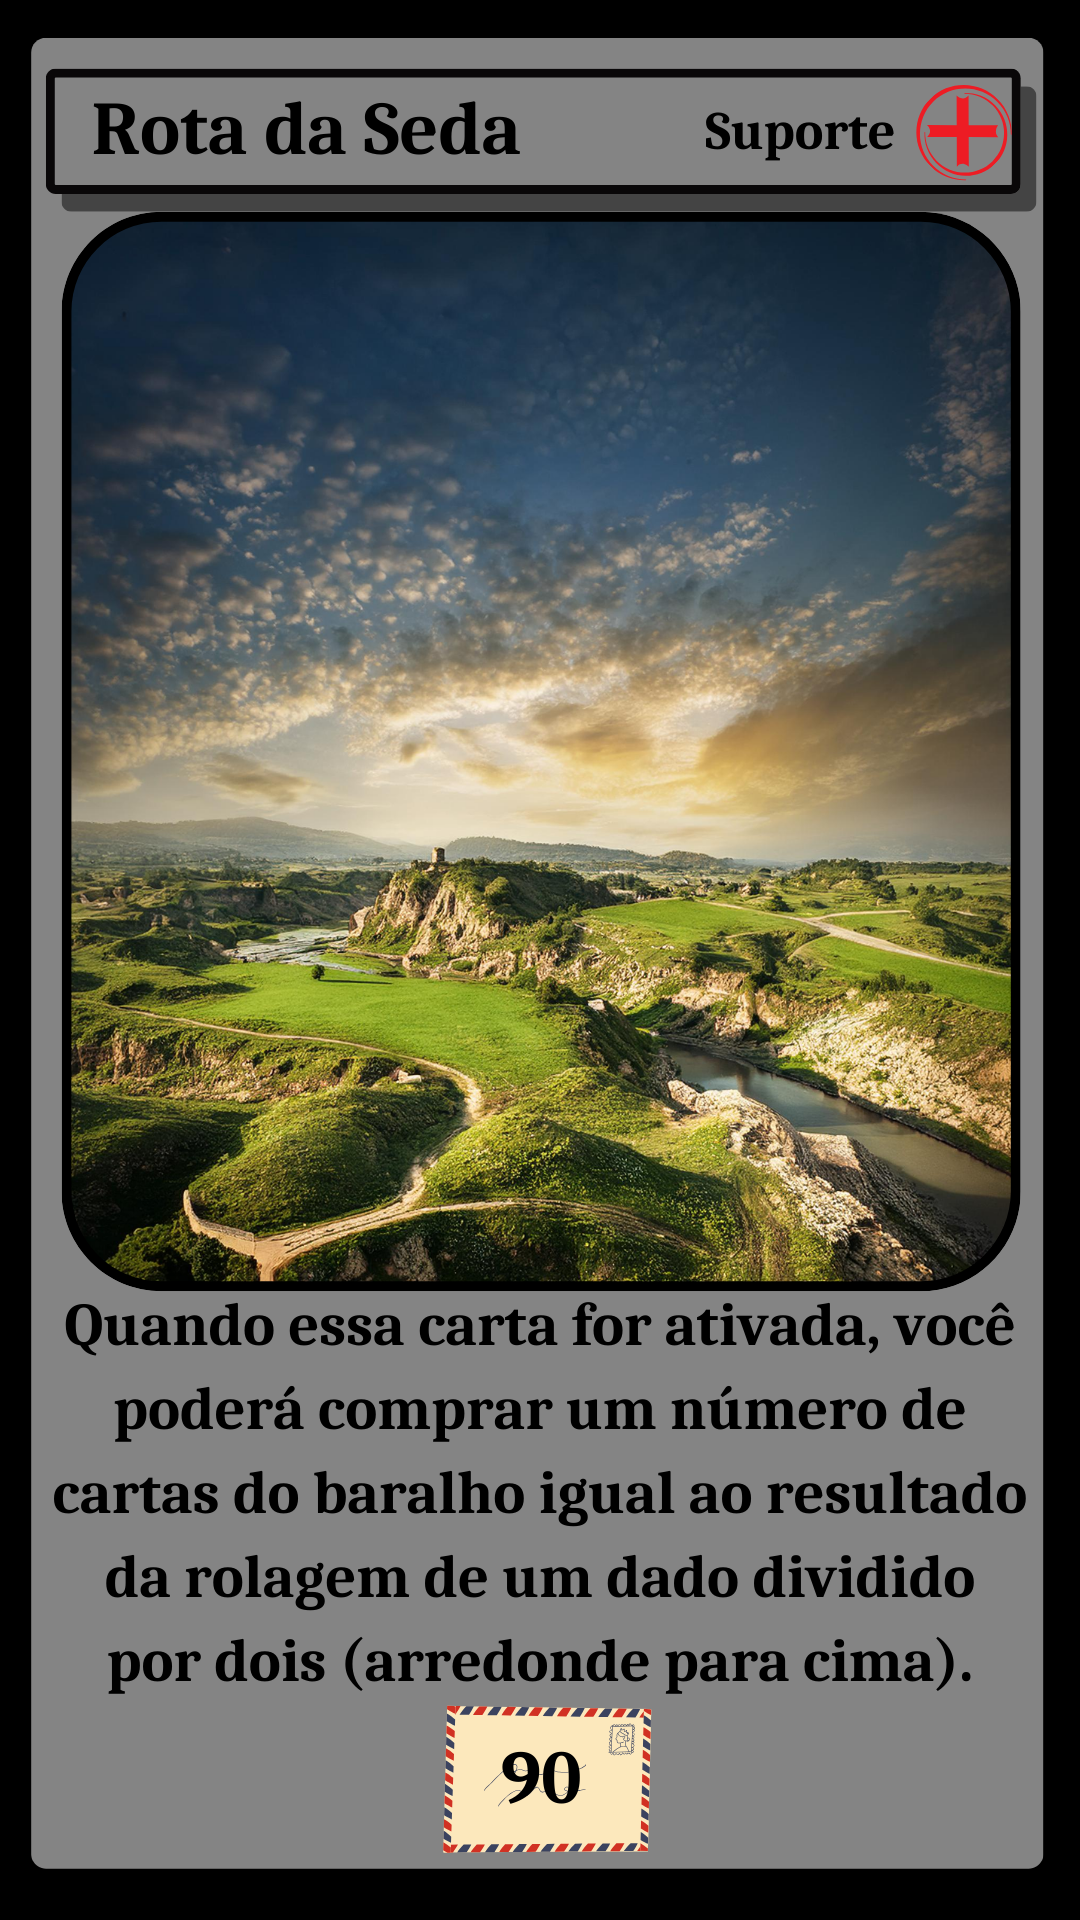 Rota da Seda
Suporte
Quando essa carta for ativada, você
poderá comprar um número de
cartas do baralho igual ao resultado
da rolagem de um dado dividido
por dois (arredonde para cima).
90